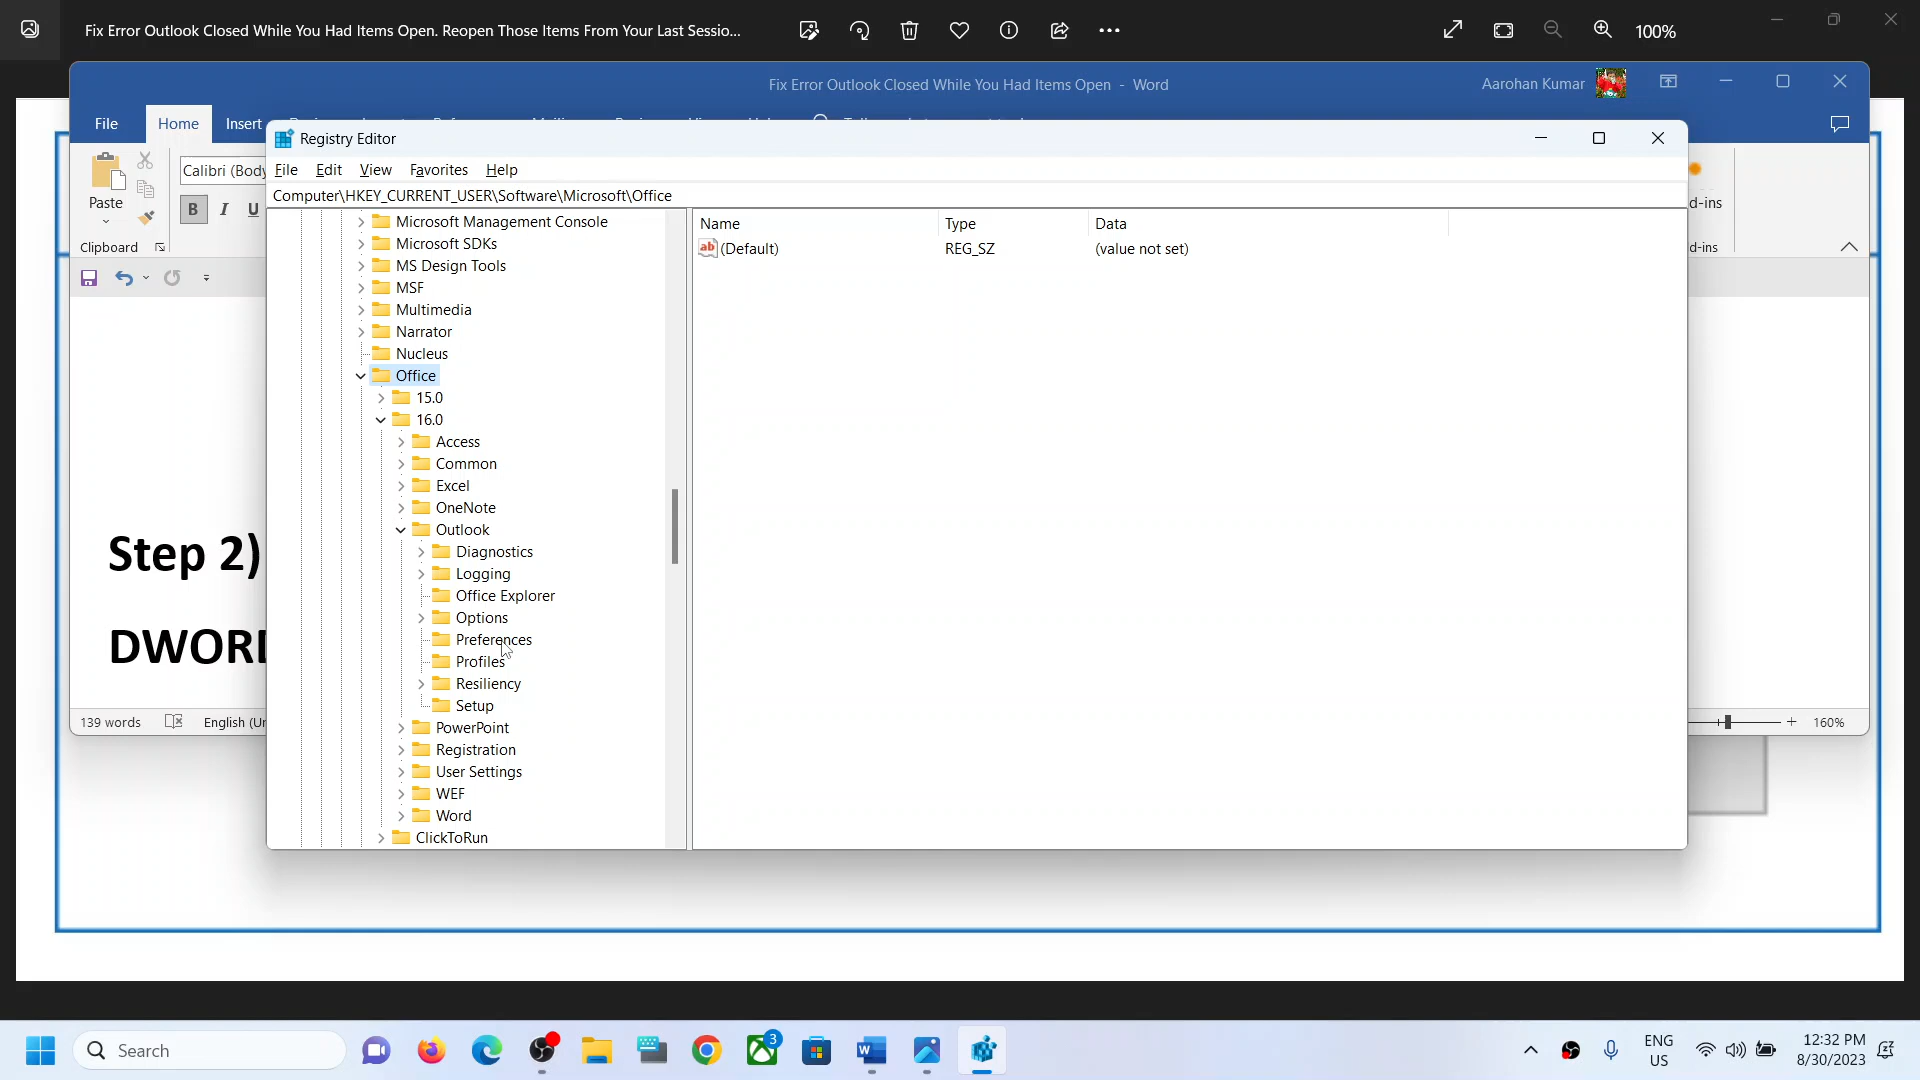 Fix Error Outlook Closed While You Had Items Open. Reopen Those Items From Your Last Sessio...
100%
Fix Error Outlook Closed While You Had Items Open - Word
Aarohan Kumar
File
Home
Insert
Registry Editor
File
Edit
View
Favorites
Help
Computer\HKEY_CURRENT_USER\Software\Microsoft\Office
Calibri (Body
Paste
B I U
Clipboard
d-ins
d-ins
Name
Type
Data
(Default)
REG_SZ
(value not set)
Microsoft Management Console
Microsoft SDKs
MS Design Tools
MSF
Multimedia
Narrator
Nucleus
Office
15.0
16.0
Access
Common
Excel
OneNote
Outlook
Diagnostics
Logging
Office Explorer
Options
Preferences
Profiles
Resiliency
Setup
PowerPoint
Registration
User Settings
WEF
Word
ClickToRun
Step 2)
DWORD
139 words
English (Un
160%
Search
3
ENG
US
12:32 PM
8/30/2023